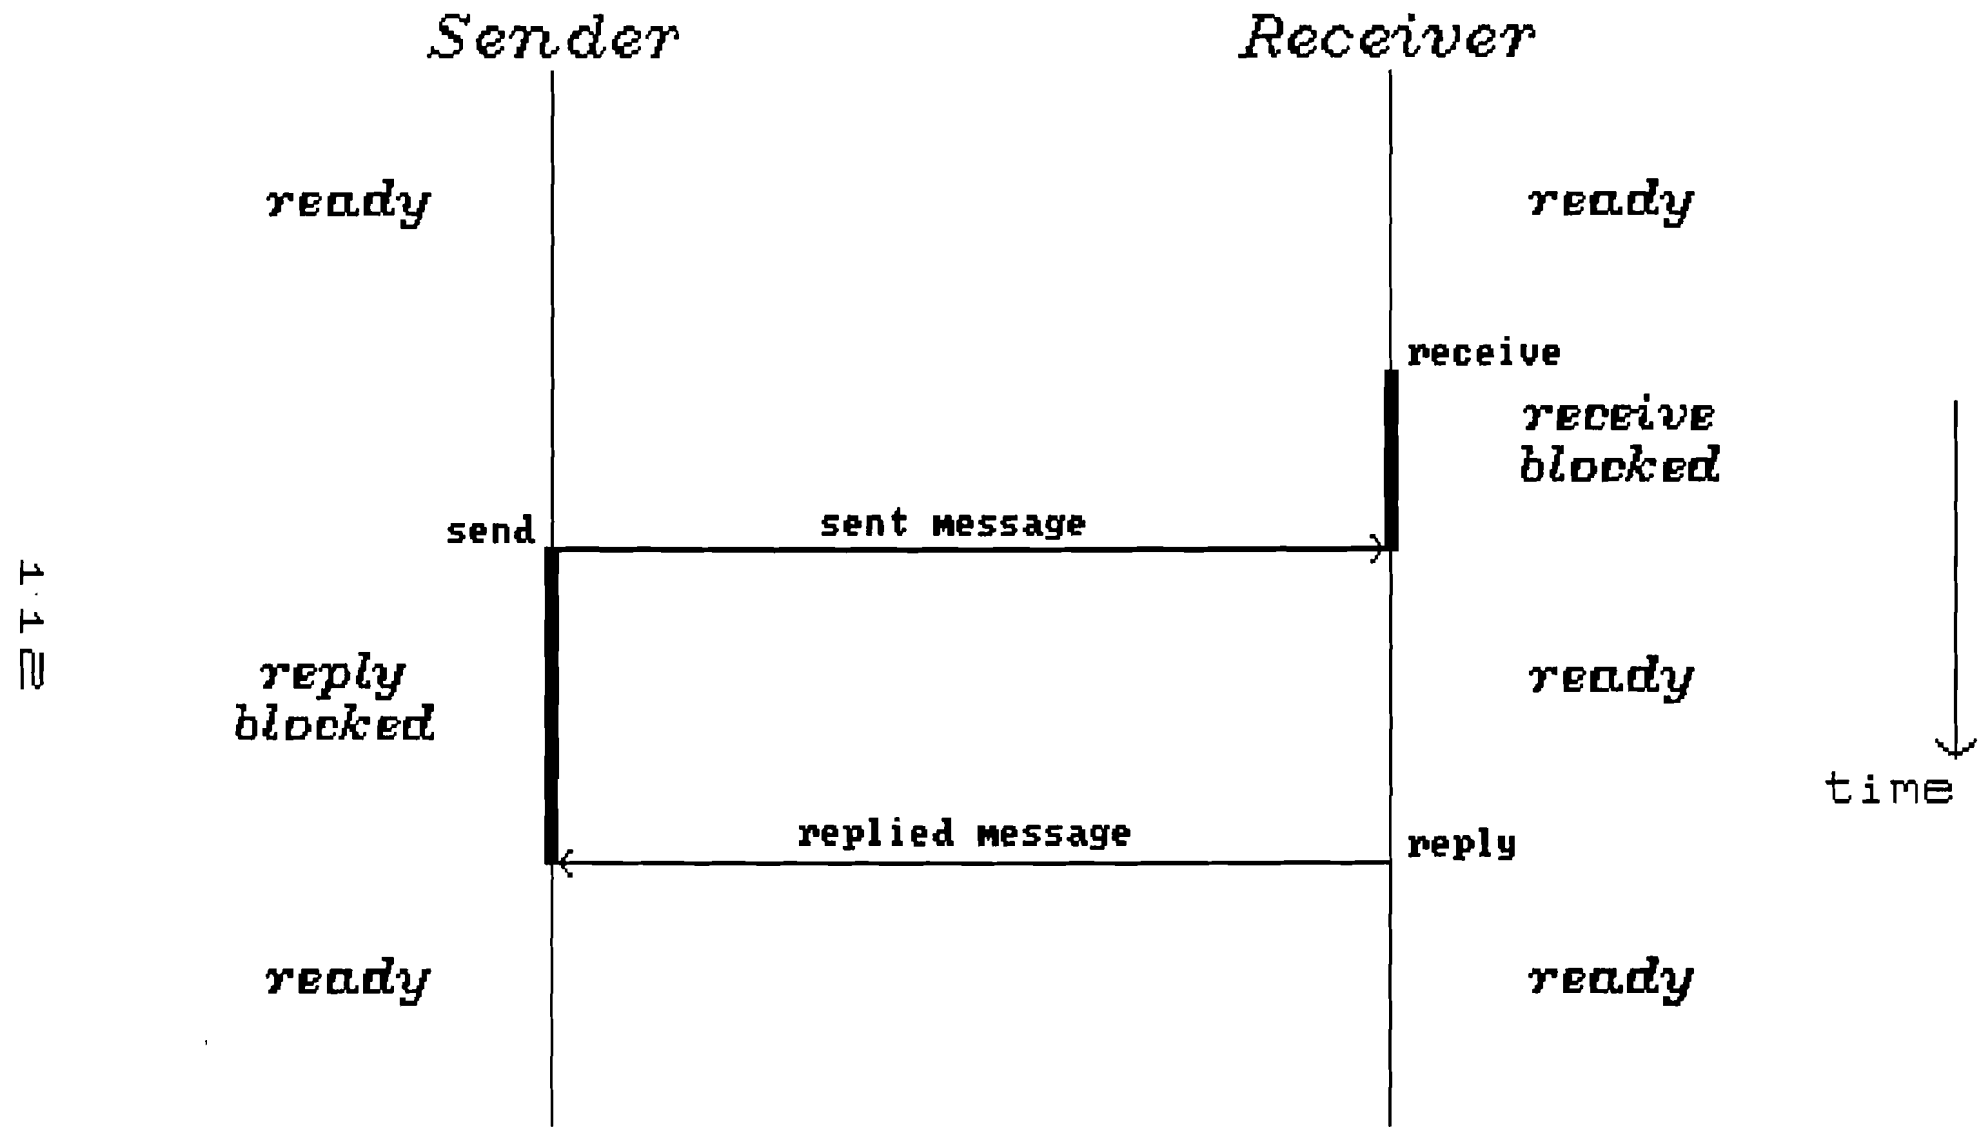 Sender
Receiver
ready
ready
receive
receive
blocked
send
sent message
112
reply
blocked
ready
time
replied message
reply
ready
ready